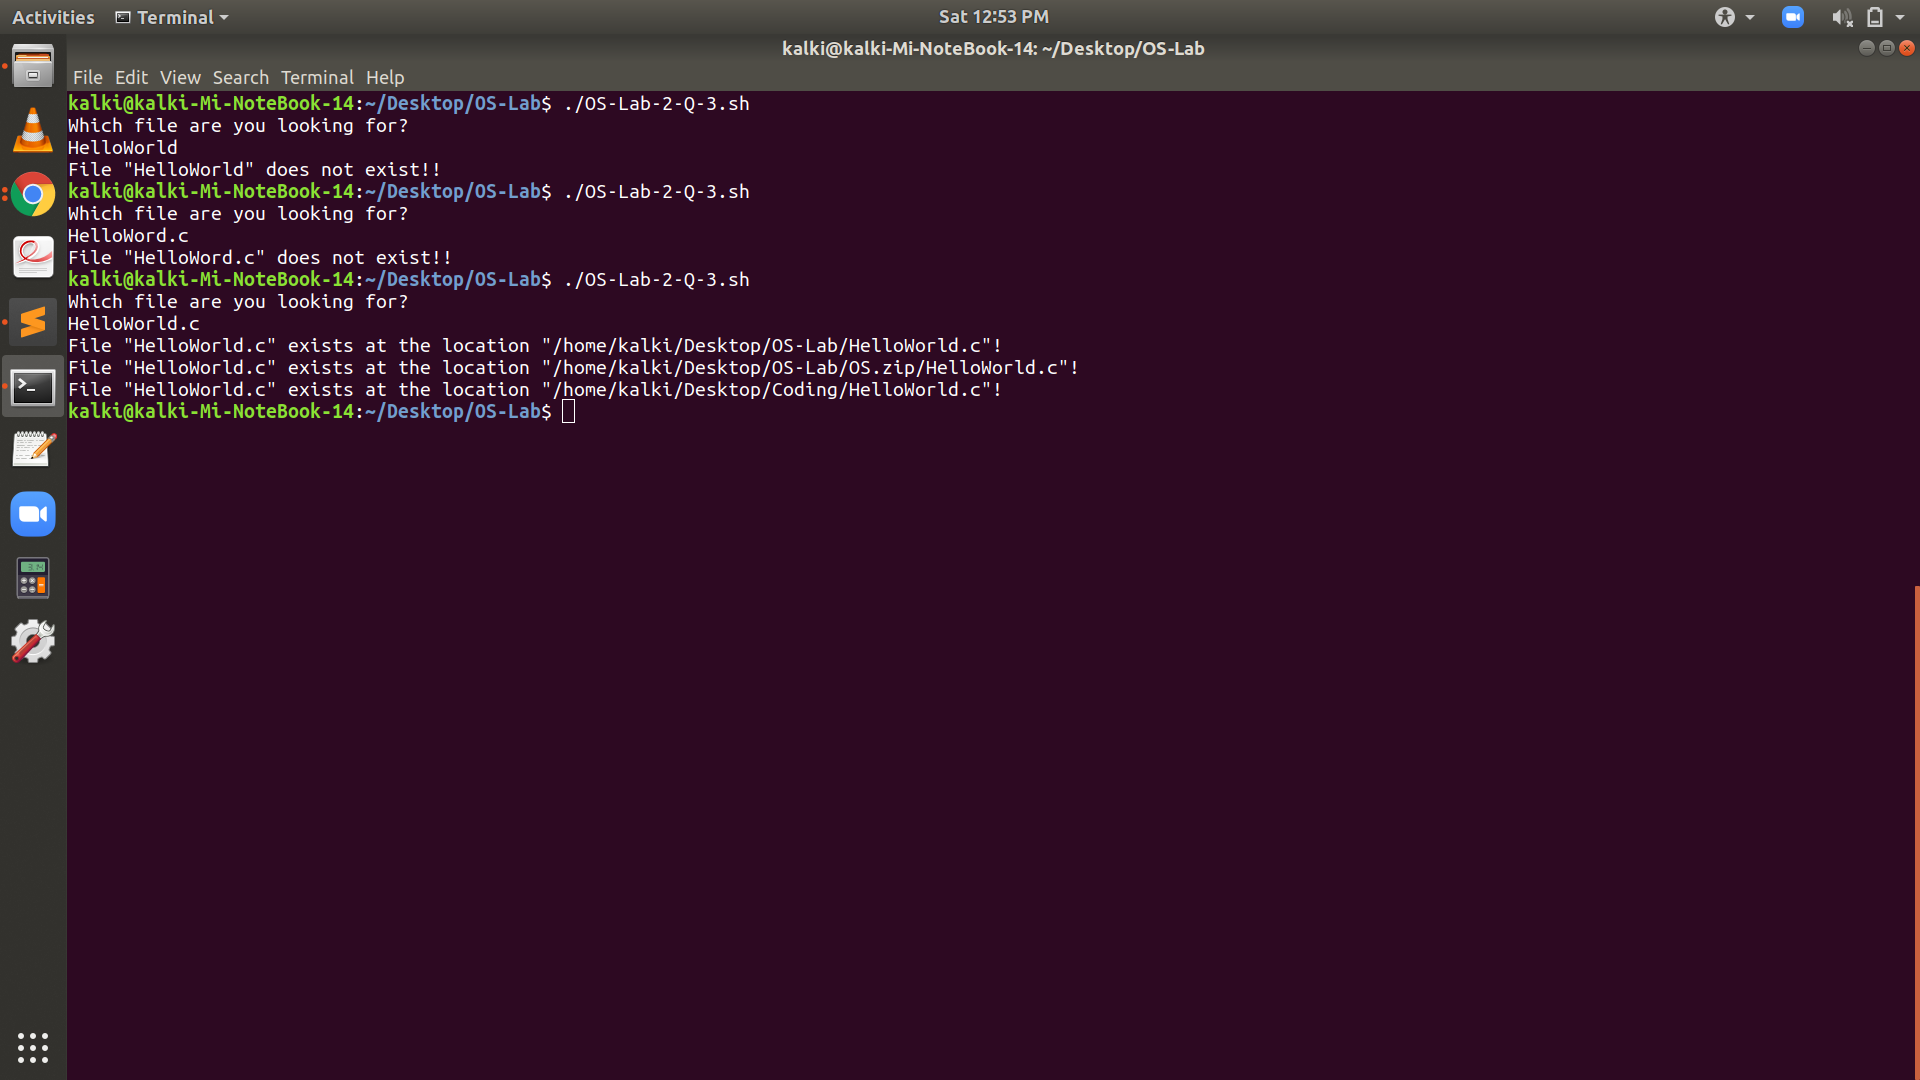 Activities Terminal Sat 12:53 PM
kalki@kalki-Mi-NoteBook-14: ~/Desktop/OS-Lab
File Edit View Search Terminal Help
kalki@kalki-Mi-NoteBook-14:~/Desktop/OS-Lab$ ./OS-Lab-2-Q-3.sh
Which file are you looking for?
HelloWorld
File "HelloWorld" does not exist!!
kalki@kalki-Mi-NoteBook-14:~/Desktop/OS-Lab$ ./OS-Lab-2-Q-3.sh
Which file are you looking for?
HelloWord.c
File "HelloWord.c" does not exist!!
kalki@kalki-Mi-NoteBook-14:~/Desktop/OS-Lab$ ./OS-Lab-2-Q-3.sh
Which file are you looking for?
HelloWorld.c
File "HelloWorld.c" exists at the location "/home/kalki/Desktop/OS-Lab/HelloWorld.c"!
File "HelloWorld.c" exists at the location "/home/kalki/Desktop/OS-Lab/OS.zip/HelloWorld.c"!
File "HelloWorld.c" exists at the location "/home/kalki/Desktop/Coding/HelloWorld.c"!
kalki@kalki-Mi-NoteBook-14:~/Desktop/OS-Lab$